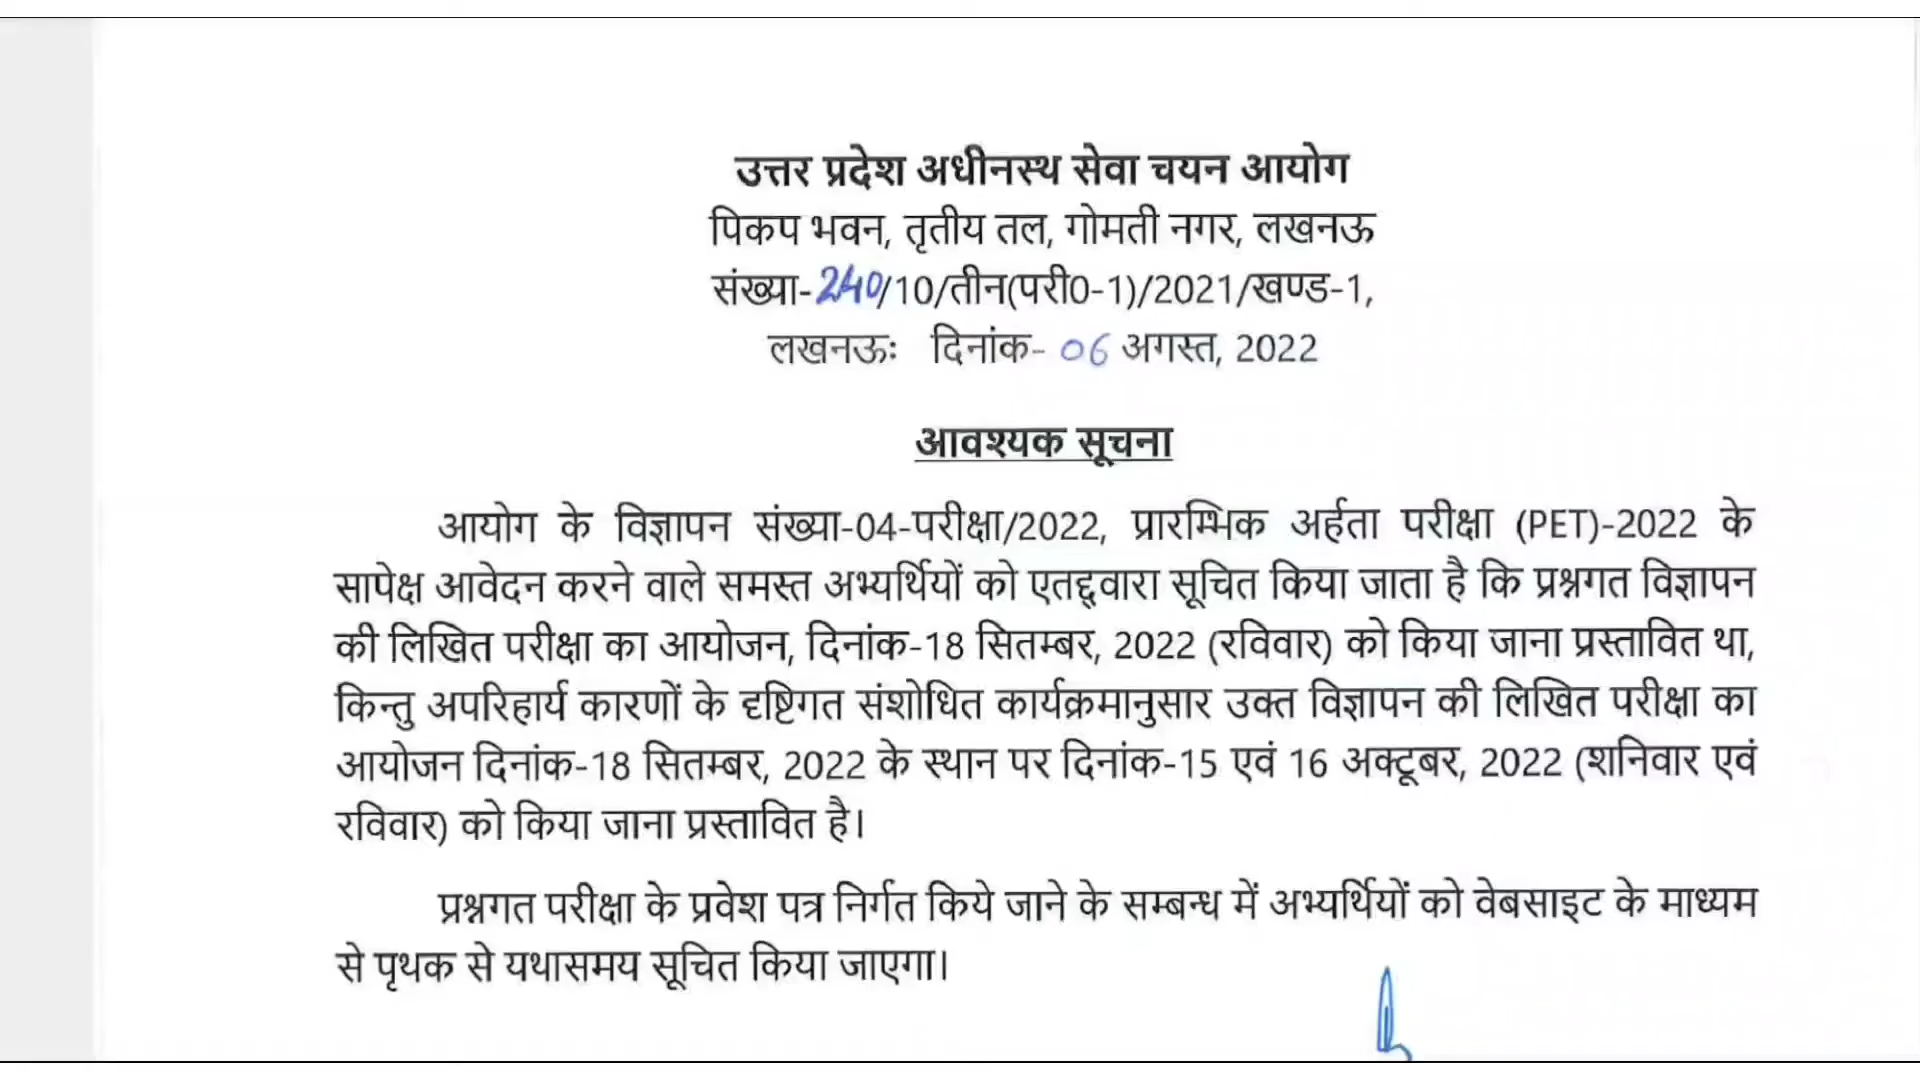 उत्तर प्रदेश अधीनस्थ सेवा चयन आयोग
पिकप भवन, तृतीय तल, गोमती नगर, लखनऊ
संख्या-240/10/तीन(परी0-1)/2021/खण्ड-1,
लखनऊः दिनांक- 06 अगस्त, 2022
आवश्यक सूचना
आयोग के विज्ञापन संख्या-04-परीक्षा/2022, प्रारम्भिक अर्हता परीक्षा (PET)-2022 के
सापेक्ष आवेदन करने वाले समस्त अभ्यर्थियों को एतद्द्वारा सूचित किया जाता है कि प्रश्नगत विज्ञापन
की लिखित परीक्षा का आयोजन, दिनांक-18 सितम्बर, 2022 (रविवार) को किया जाना प्रस्तावित था,
किन्तु अपरिहार्य कारणों के दृष्टिगत संशोधित कार्यक्रमानुसार उक्त विज्ञापन की लिखित परीक्षा का
आयोजन दिनांक-18 सितम्बर, 2022 के स्थान पर दिनांक-15 एवं 16 अक्टूबर, 2022 (शनिवार एवं
रविवार) को किया जाना प्रस्तावित है।
प्रश्नगत परीक्षा के प्रवेश पत्र निर्गत किये जाने के सम्बन्ध में अभ्यर्थियों को वेबसाइट के माध्यम
से पृथक से यथासमय सूचित किया जाएगा।